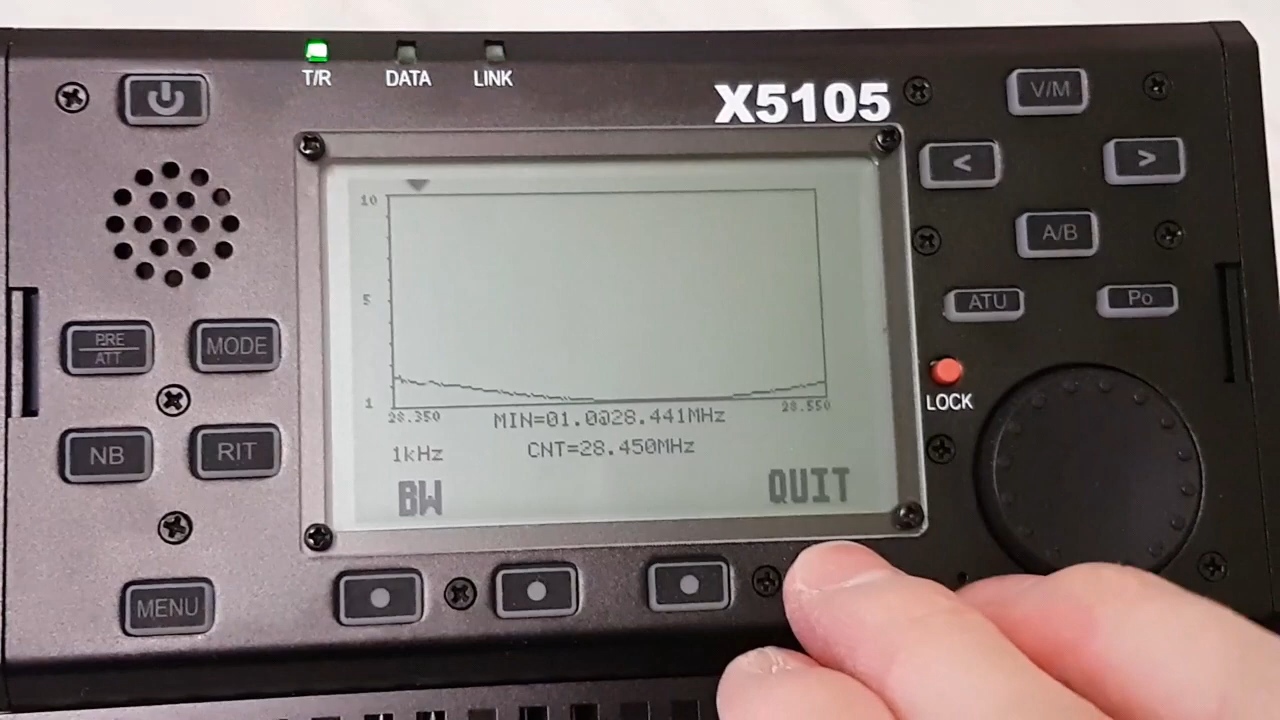 T/R DATA LINK
X5105
V/M
< >
A/B
ATU Po
LOCK
PRE
ATT
MODE
NB
RIT
MENU
10
5
1
28.350 28.550
MIN=01.0@28.441MHz
1kHz CNT=28.450MHz
BW QUIT